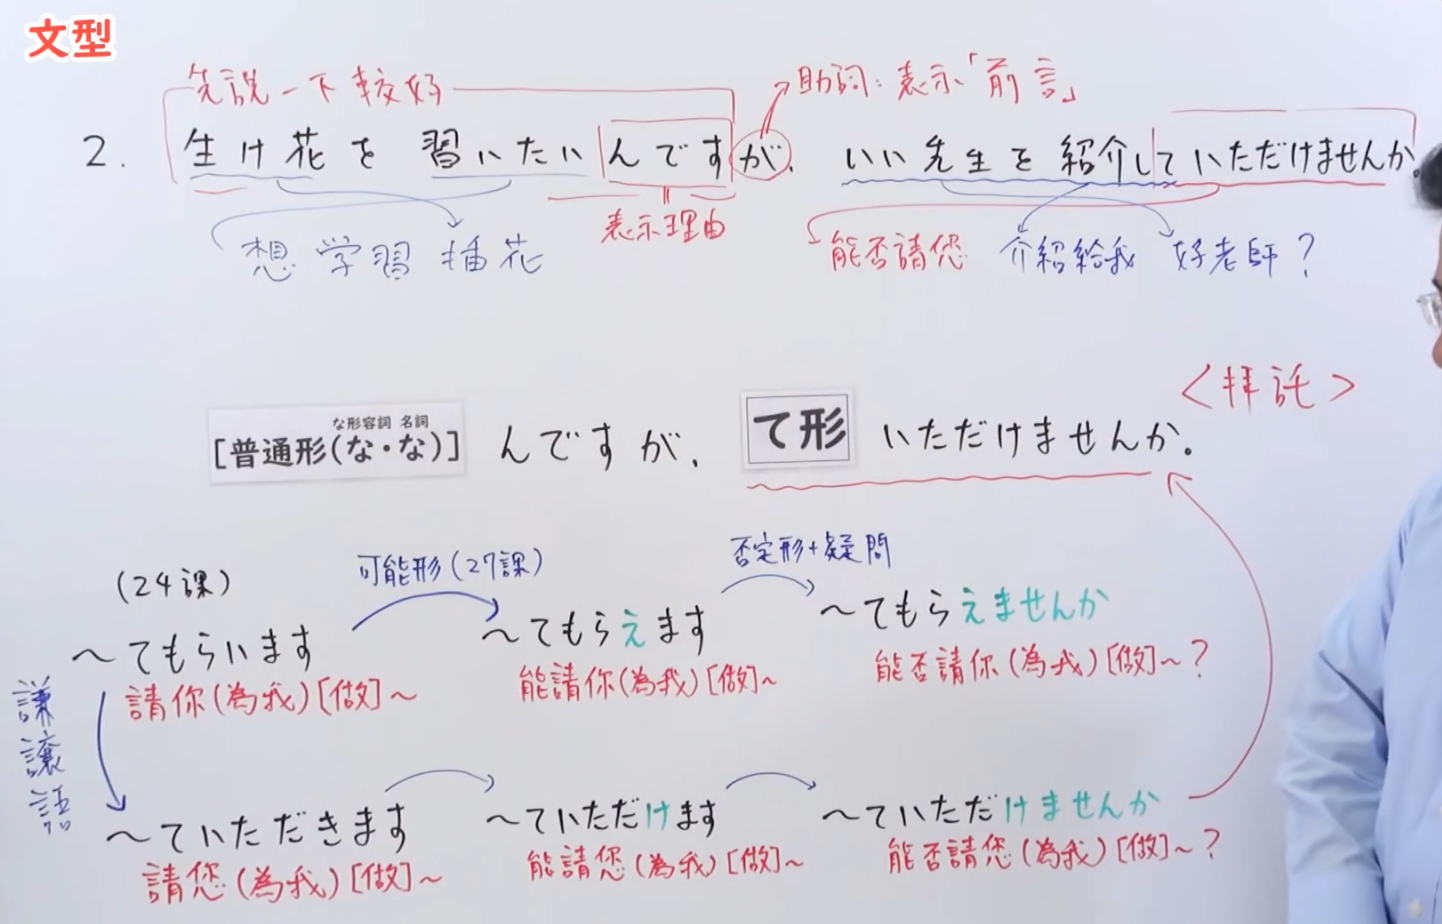 文型
先説一下較好
助詞：表示「前言」
2. 生け花を習いたいんですが、いい先生を紹介していただけませんか。
表示理由
想 学習 插花
能否請您 介紹給我 好老師？
＜拝託＞
な形容詞 名詞
[普通形(な・な)] んですが、て形 いただけませんか。
(24課)
可能形(27課)
否定形+疑問
～てもらいます
～てもらえます
～てもらえませんか
請你(為我)[做]～
能請你(為我)[做]～
能否請你(為我)[做]～？
謙譲語
～ていただきます
～ていただけます
～ていただけませんか
請您(為我)[做]～
能請您(為我)[做]～
能否請您(為我)[做]～？